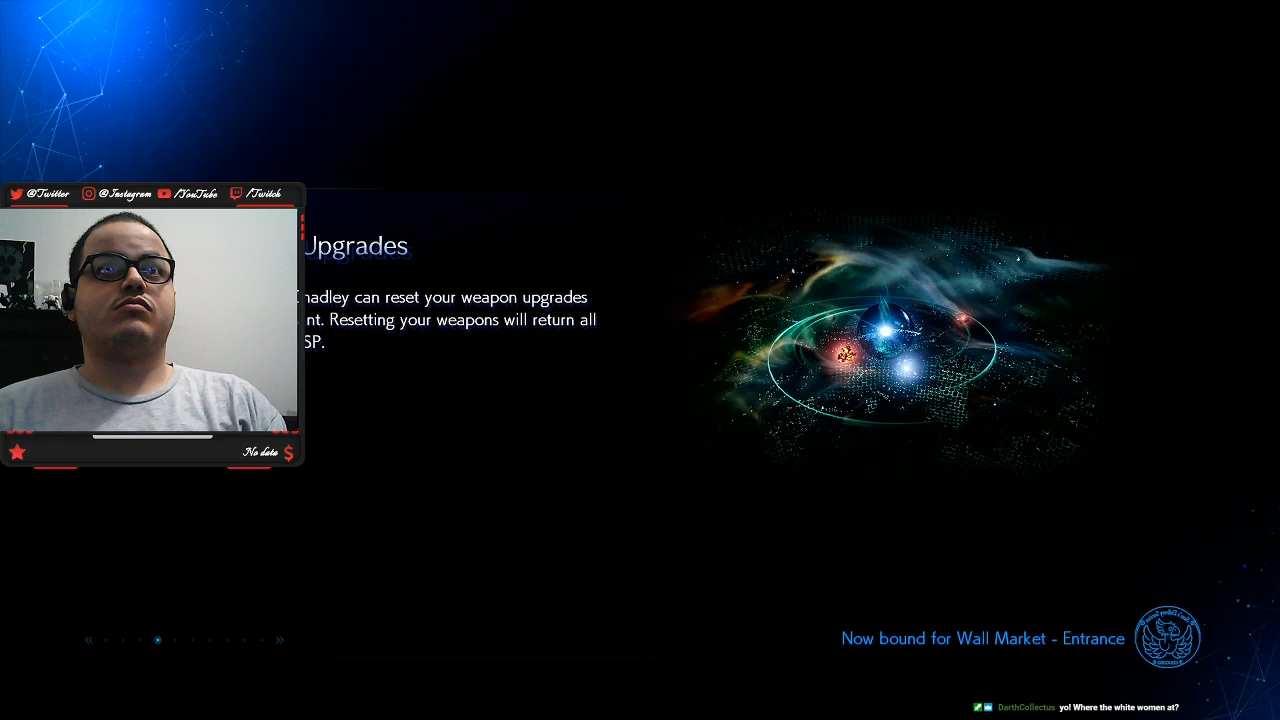 @Twitter @Instagram /YouTube /Twitch
Upgrades
hadley can reset your weapon upgrades
nt. Resetting your weapons will return all
SP.
No data
Now bound for Wall Market - Entrance
DarthCollectus yo! Where the white women at?